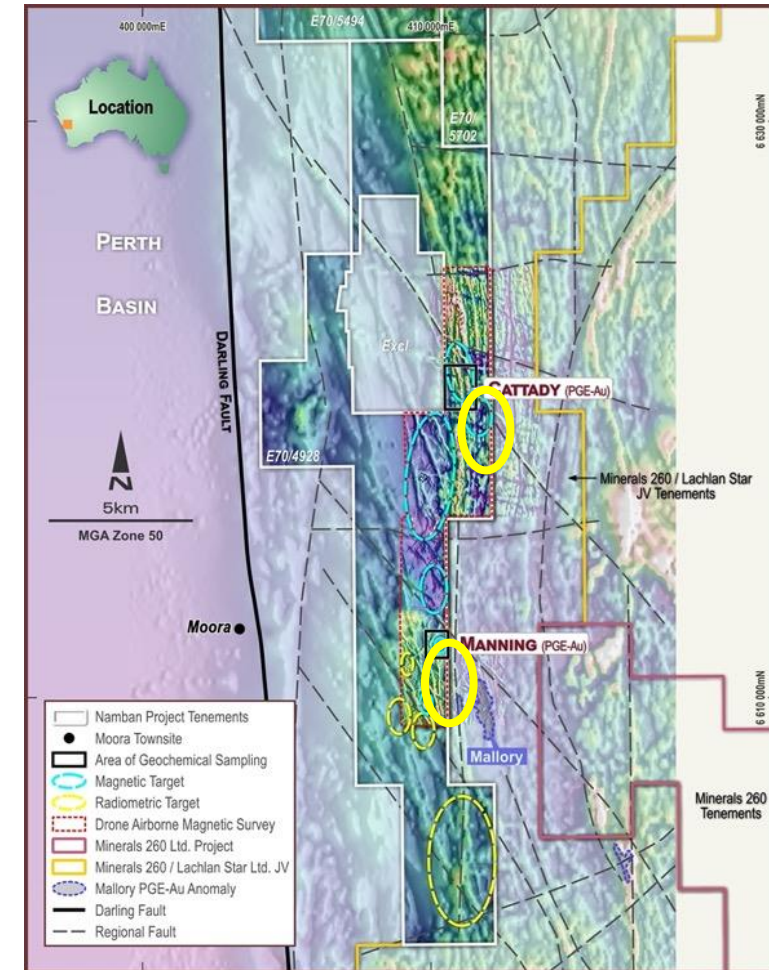 400 000mE
E70/5494
410 000mE
Location
E70/
5702
6 630 000mN
PERTH
BASIN
DARLING FAULT
Excl
CATTADY (PGE-Au)
E70/4928
N
5km
MGA Zone 50
Minerals 260 / Lachlan Star
JV Tenements
Moora
MANNING (PGE-Au)
6 610 000mN
Mallory
Minerals 260
Tenements
Namban Project Tenements
Moora Townsite
Area of Geochemical Sampling
Magnetic Target
Radiometric Target
Drone Airborne Magnetic Survey
Minerals 260 Ltd. Project
Minerals 260 / Lachlan Star Ltd. JV
Mallory PGE-Au Anomaly
Darling Fault
Regional Fault